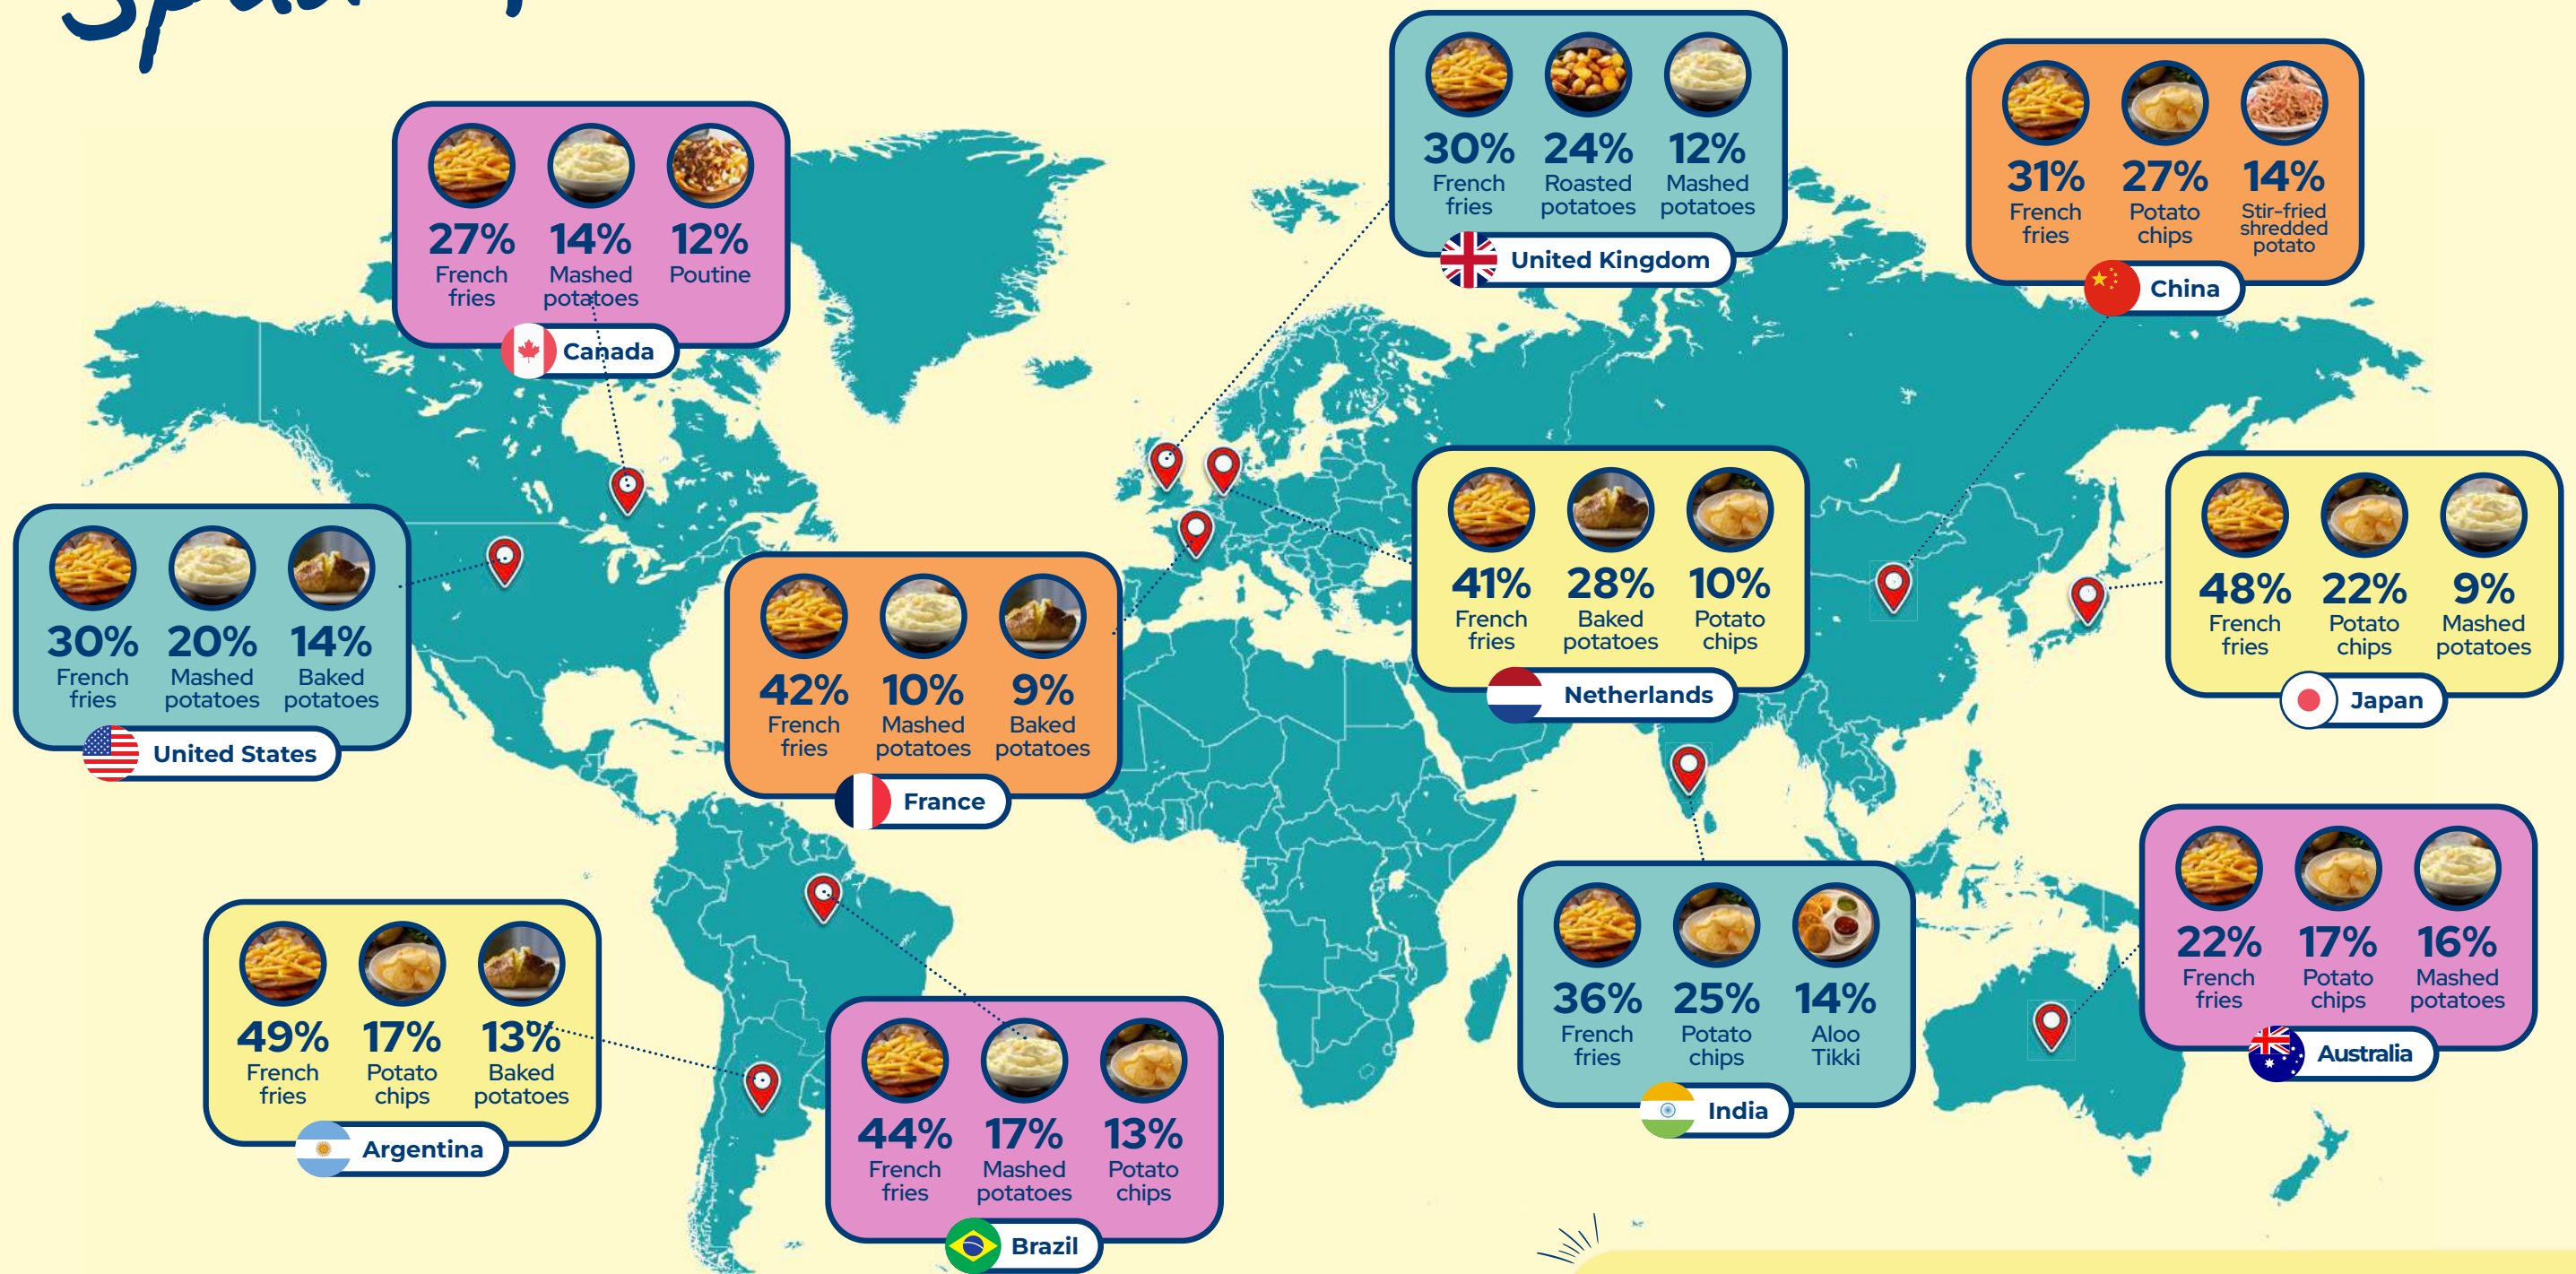 30% 24% 12%
French Roasted Mashed
fries potatoes potatoes
United Kingdom
31% 27% 14%
French Potato Stir-fried
fries chips shredded
potato
China
27% 14% 12%
French Mashed Poutine
fries potatoes
Canada
41% 28% 10%
French Baked Potato
fries potatoes chips
Netherlands
48% 22% 9%
French Potato Mashed
fries chips potatoes
Japan
30% 20% 14%
French Mashed Baked
fries potatoes potatoes
United States
42% 10% 9%
French Mashed Baked
fries potatoes potatoes
France
49% 17% 13%
French Potato Baked
fries chips potatoes
Argentina
44% 17% 13%
French Mashed Potato
fries potatoes chips
Brazil
36% 25% 14%
French Potato Aloo
fries chips Tikki
India
22% 17% 16%
French Potato Mashed
fries chips potatoes
Australia